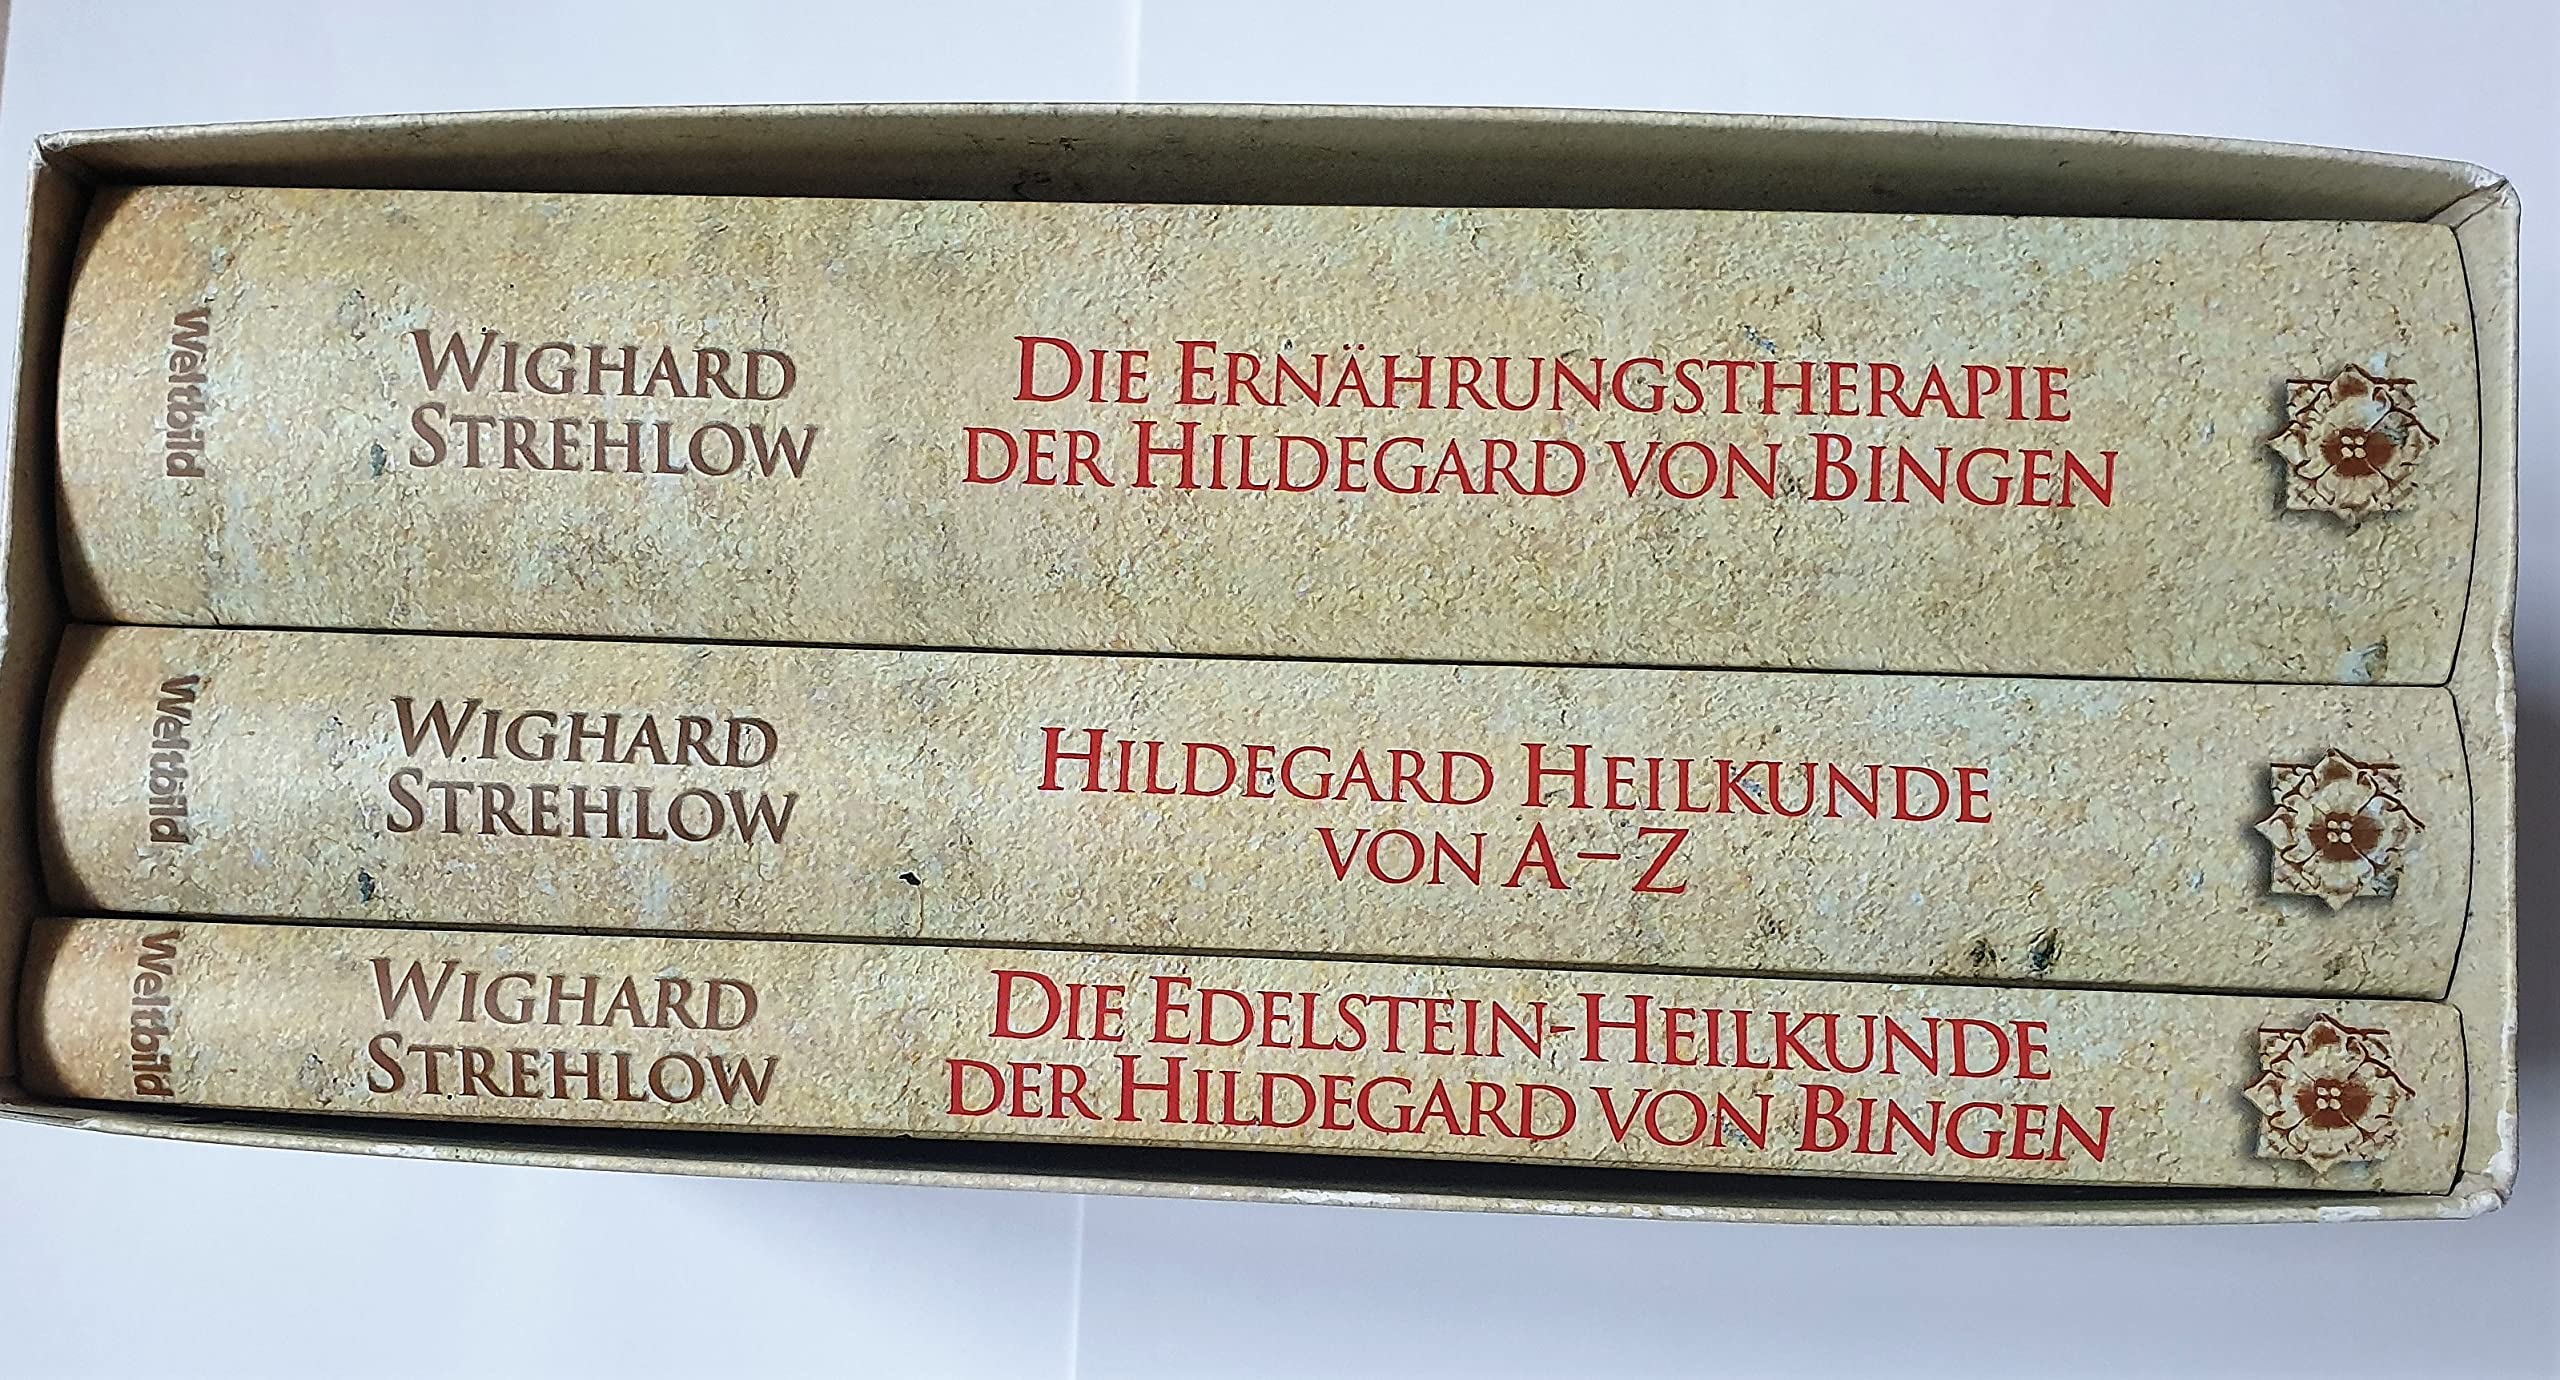 Weltbild
WIGHARD
STREHLOW
DIE ERNÄHRUNGSTHERAPIE
DER HILDEGARD VON BINGEN
Weltbild
WIGHARD
STREHLOW
HILDEGARD HEILKUNDE
VON A–Z
Weltbild
WIGHARD
STREHLOW
DIE EDELSTEIN-HEILKUNDE
DER HILDEGARD VON BINGEN